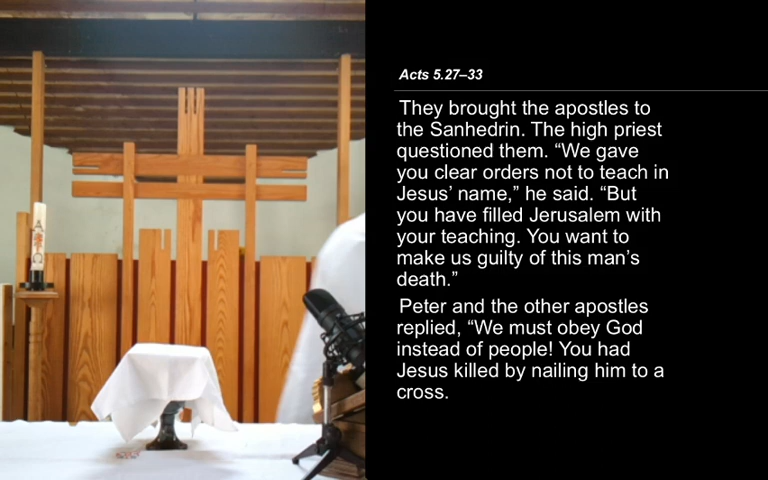 Acts 5.27–33
They brought the apostles to
the Sanhedrin. The high priest
questioned them. “We gave
you clear orders not to teach in
Jesus’ name,” he said. “But
you have filled Jerusalem with
your teaching. You want to
make us guilty of this man’s
death.”
Peter and the other apostles
replied, “We must obey God
instead of people! You had
Jesus killed by nailing him to a
cross.